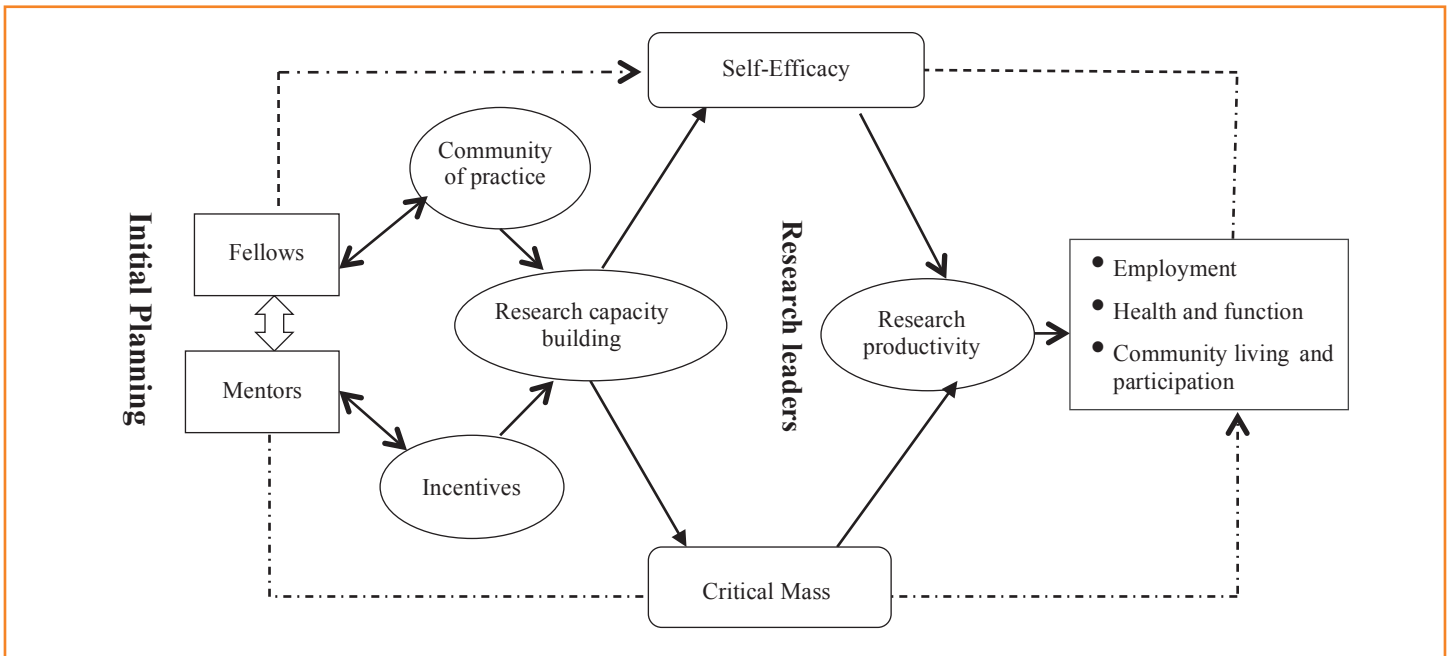 Self-Efficacy
Community
of practice
Initial Planning
Fellows
Research leaders
Employment
Health and function
Community living and
participation
Research capacity
building
Research
productivity
Mentors
Incentives
Critical Mass